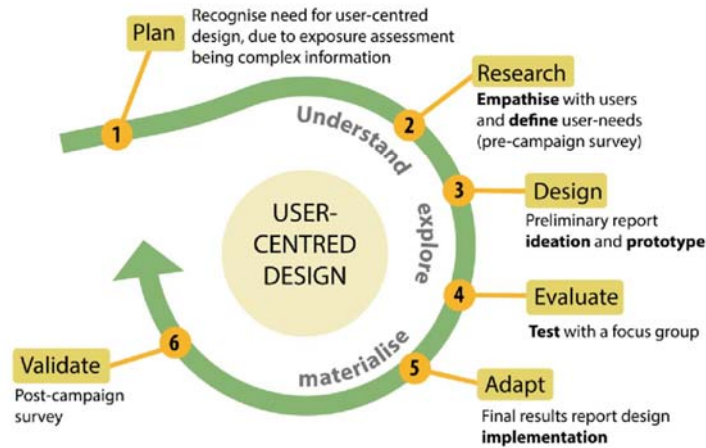 Plan
Recognise need for user-centred
design, due to exposure assessment
being complex information
1
Research
Empathise with users
and define user-needs
(pre-campaign survey)
2
Understand
3
Design
Preliminary report
ideation and prototype
explore
USER-
CENTRED
DESIGN
4
Evaluate
Test with a focus group
materialise
5
Adapt
Final results report design
implementation
6
Validate
Post-campaign
survey